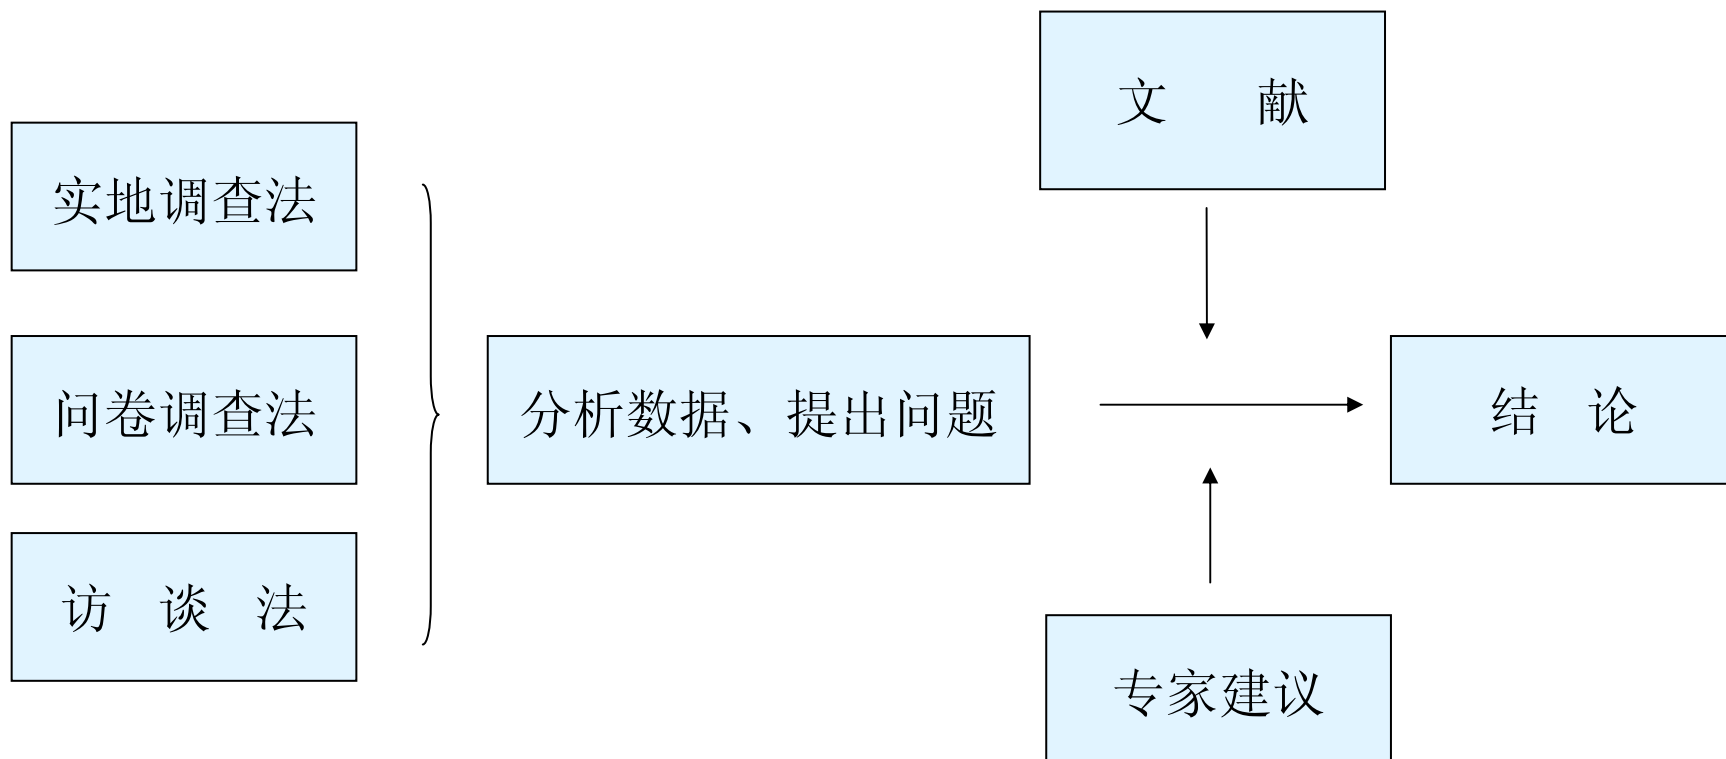 文 献
实地调查法
问卷调查法
分析数据、提出问题
结 论
访 谈 法
专家建议